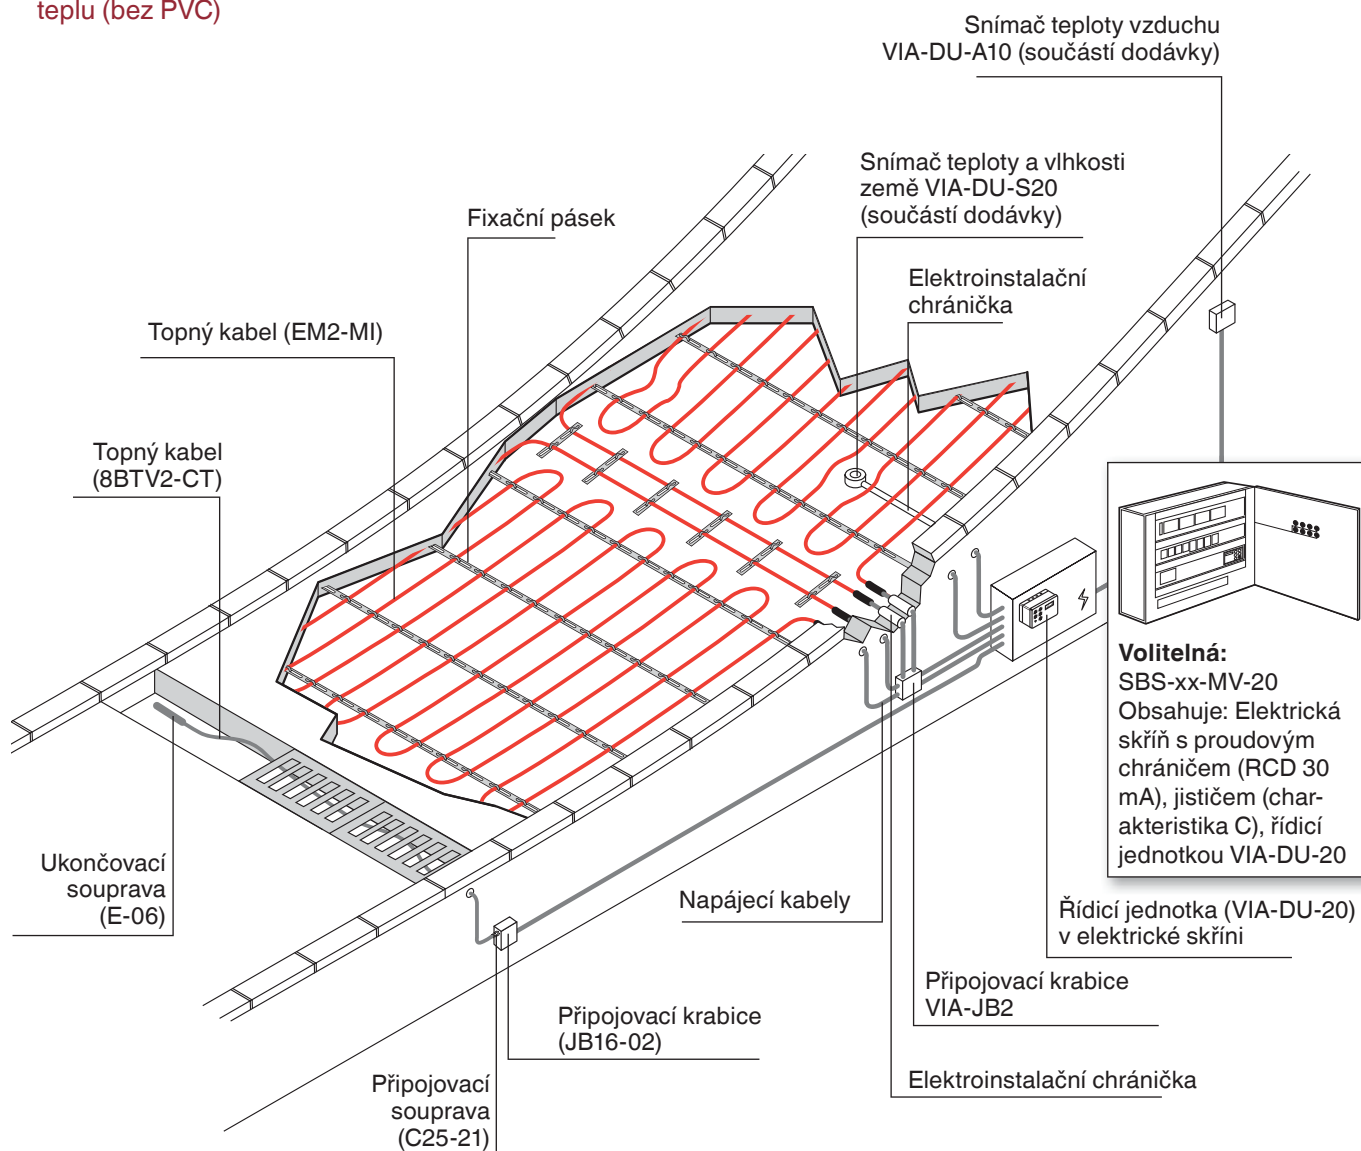 teplu (bez PVC)
Snímač teploty vzduchu
VIA-DU-A10 (součástí dodávky)
Snímač teploty a vlhkosti
země VIA-DU-S20
(součástí dodávky)
Fixační pásek
Elektroinstalační
chránička
Topný kabel (EM2-MI)
Topný kabel
(8BTV2-CT)
Volitelná:
SBS-xx-MV-20
Obsahuje: Elektrická
skříň s proudovým
chráničem (RCD 30
mA), jističem (char-
akteristika C), řídicí
jednotkou VIA-DU-20
Ukončovací
souprava
(E-06)
Napájecí kabely
Řídicí jednotka (VIA-DU-20)
v elektrické skříni
Připojovací krabice
VIA-JB2
Připojovací krabice
(JB16-02)
Elektroinstalační chránička
Připojovací
souprava
(C25-21)